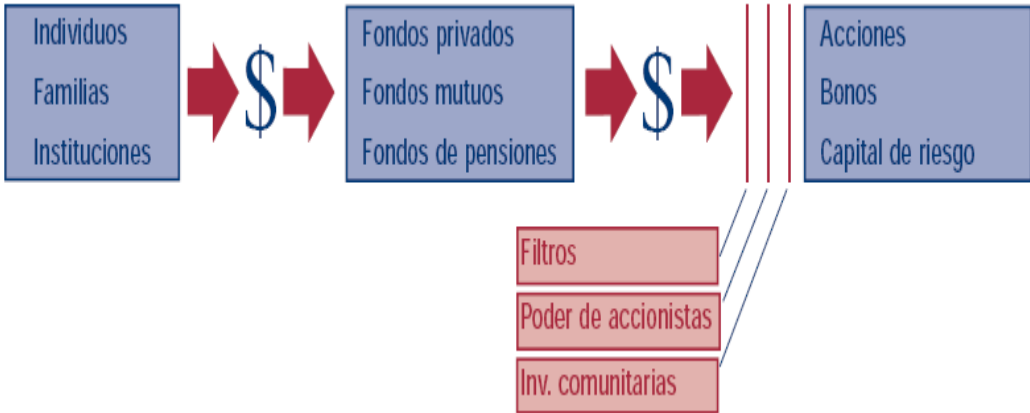 Individuos
Familias
Instituciones
$
Fondos privados
Fondos mutuos
Fondos de pensiones
$
Acciones
Bonos
Capital de riesgo
Filtros
Poder de accionistas
Inv. comunitarias